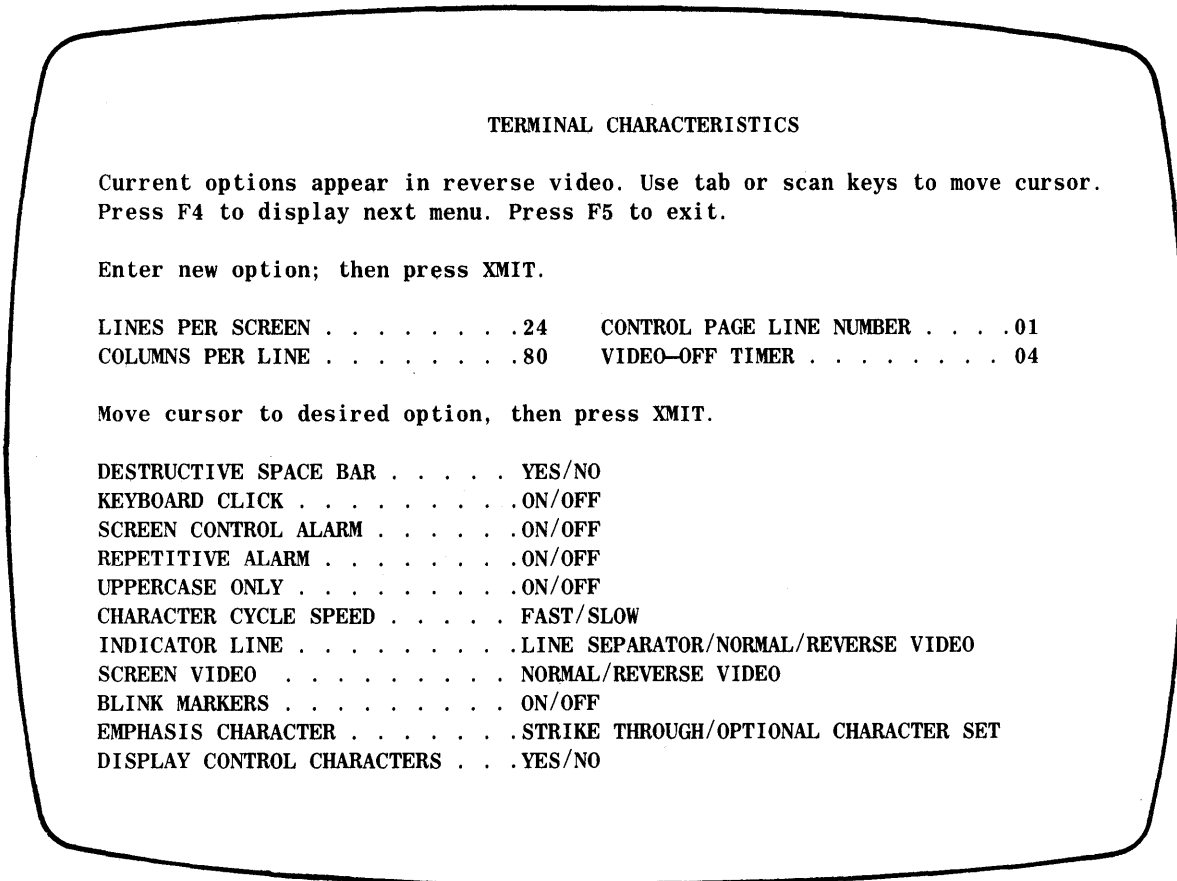 TERMINAL CHARACTERISTICS
Current options appear in reverse video. Use tab or scan keys to move cursor.
Press F4 to display next menu. Press F5 to exit.
Enter new option; then press XMIT.
LINES PER SCREEN . . . . . . . .24 CONTROL PAGE LINE NUMBER . . . .01
COLUMNS PER LINE . . . . . . . .80 VIDEO—OFF TIMER . . . . . . . . 04
Move cursor to desired option, then press XMIT.
DESTRUCTIVE SPACE BAR . . . . . YES/NO
KEYBOARD CLICK . . . . . . . . .ON/OFF
SCREEN CONTROL ALARM . . . . . .ON/OFF
REPETITIVE ALARM . . . . . . . .ON/OFF
UPPERCASE ONLY . . . . . . . . .ON/OFF
CHARACTER CYCLE SPEED . . . . . FAST/SLOW
INDICATOR LINE . . . . . . . . .LINE SEPARATOR/NORMAL/REVERSE VIDEO
SCREEN VIDEO . . . . . . . . . NORMAL/REVERSE VIDEO
BLINK MARKERS . . . . . . . . . ON/OFF
EMPHASIS CHARACTER . . . . . . .STRIKE THROUGH/OPTIONAL CHARACTER SET
DISPLAY CONTROL CHARACTERS . . .YES/NO